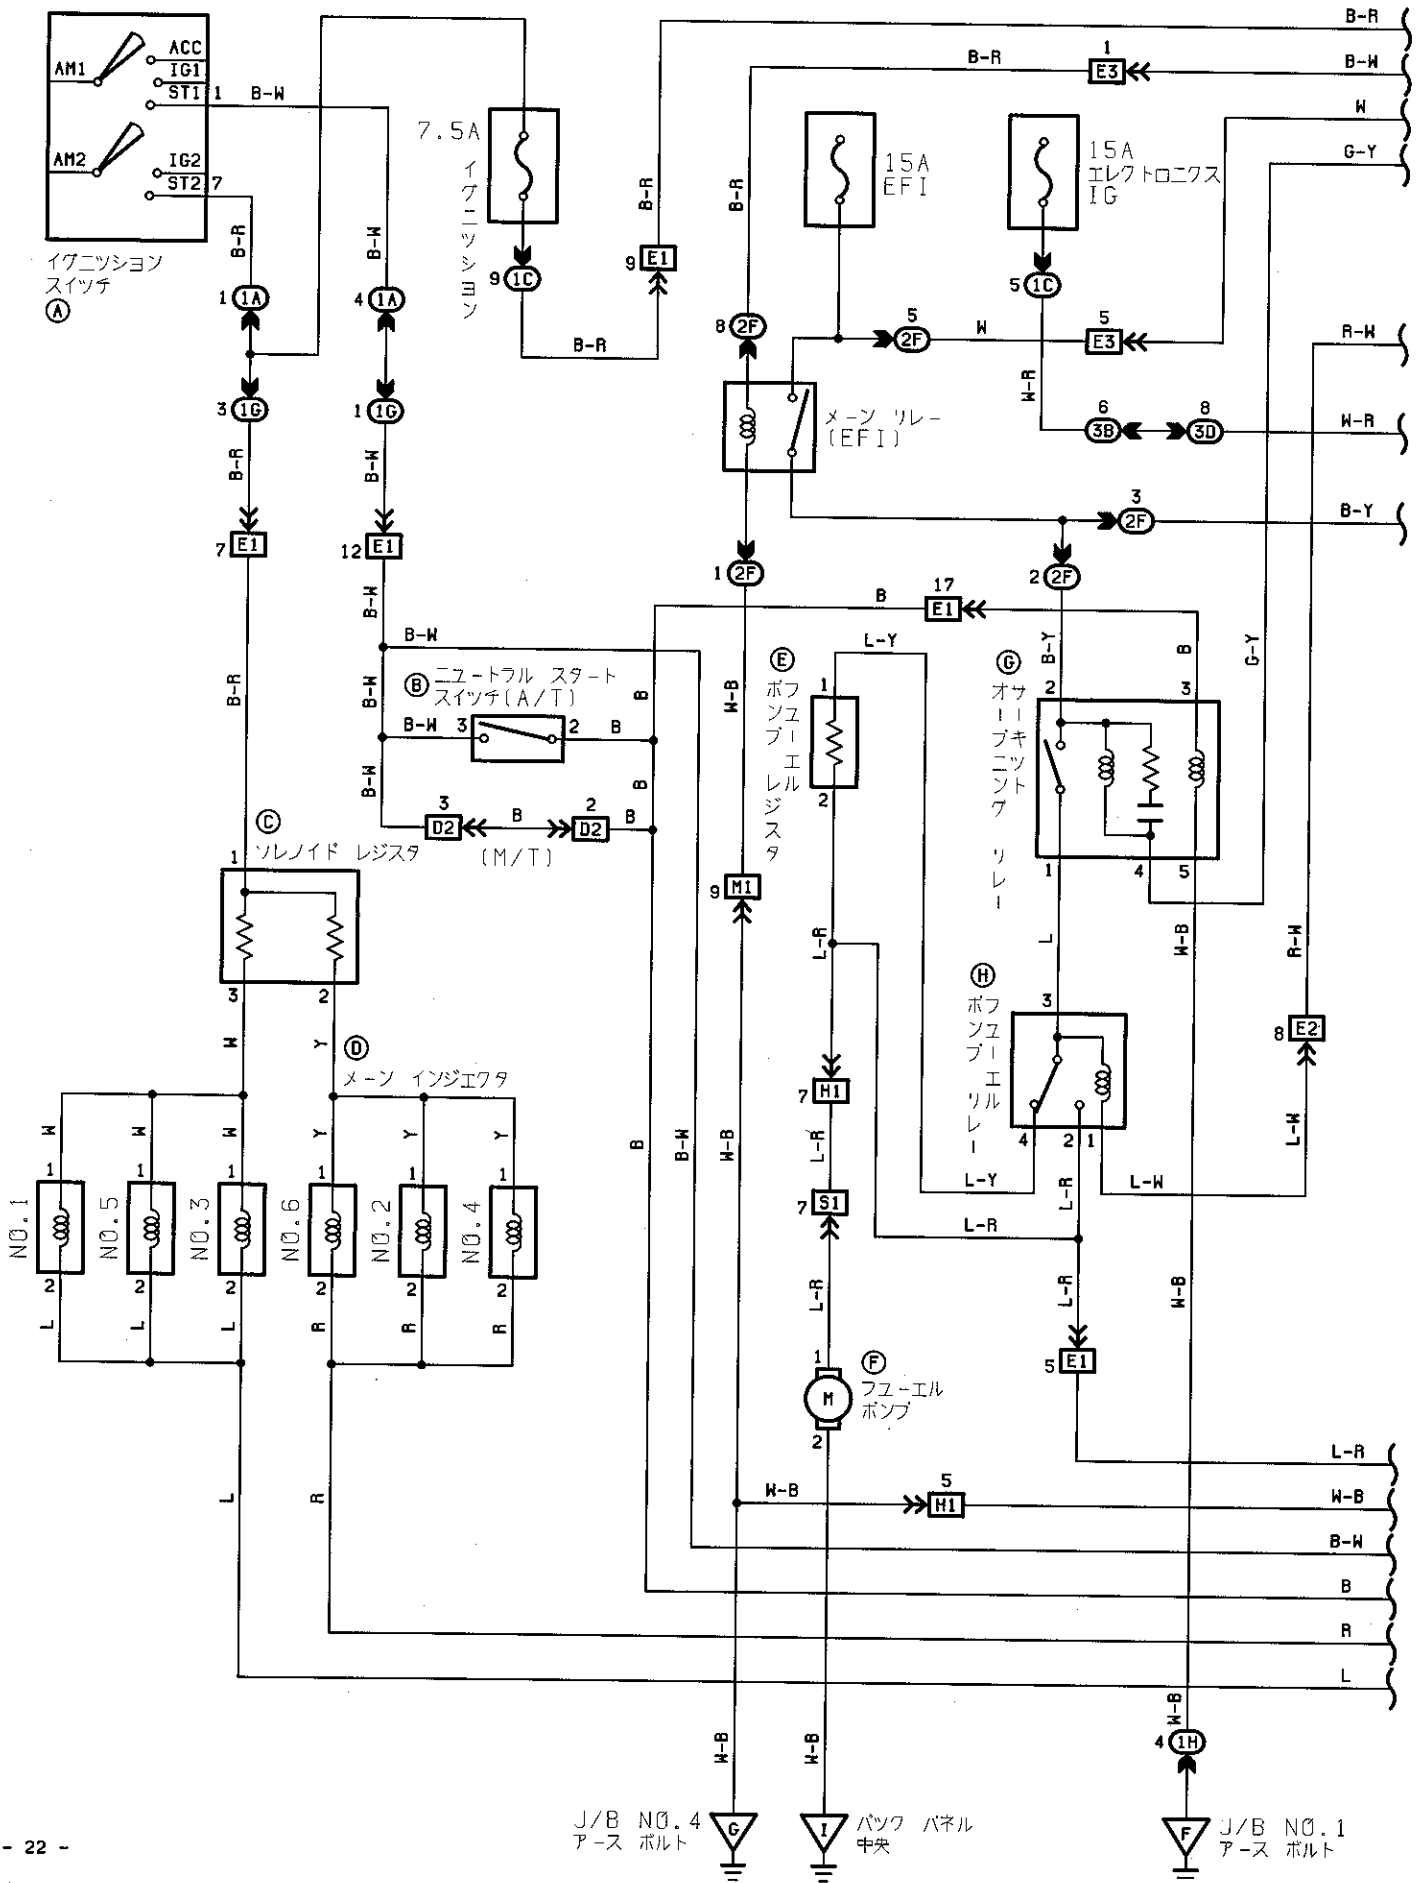 B-R
ACC
AM1
IG1
1
B-R
B-W
E3
ST1
1
B-W
W
7.5A
イグニッション
AM2
IG2
15A
EFI
15A
エレクトロニクス
IG
G-Y
ST2
7
B-R
B-W
B-R
B-R
イグニッション
スイッチ
A
9
1C
9
E1
5
1C
1
1A
4
1A
8
2F
5
2F
W
5
E3
R-W
B-R
W-R
3
1G
1
1G
メーン リレー
(EFI)
6
3B
8
3D
W-R
B-R
B-W
3
2F
B-Y
7
E1
12
E1
1
2F
2
2F
B-W
B
17
E1
B-W
L-Y
B-Y
B
G-Y
B-R
B-W
B
ニュートラル スタート
スイッチ(A/T)
B
W-B
E
フューエル
ポンプ レジスタ
1
2
G
サーキット
オープニング リレー
2
3
B-W
3
2
B
B-W
B
3
D2
B
2
D2
B
(M/T)
C
ソレノイド レジスタ
1
9
M1
1
4
5
3
2
L-R
L
W-B
R-W
W
Y
D
メーン インジェクタ
H
フューエル
ポンプ リレー
3
8
E2
7
H1
W
W
W
Y
Y
Y
B
B-W
W-B
L-R
4
2
1
L-W
1
1
1
1
1
1
L-Y
L-R
L-W
NO.1
NO.5
NO.3
NO.6
NO.2
NO.4
7
S1
L-R
2
2
2
2
2
2
L
L
L
R
R
R
L-R
L-R
W-B
1
F
フューエル
ポンプ
M
2
5
E1
L-R
L
R
W-B
5
H1
W-B
B-W
B
R
L
W-B
W-B
W-B
4
1H
J/B NO.4
アース ボルト
G
I
バック パネル
中央
F
J/B NO.1
アース ボルト
- 22 -